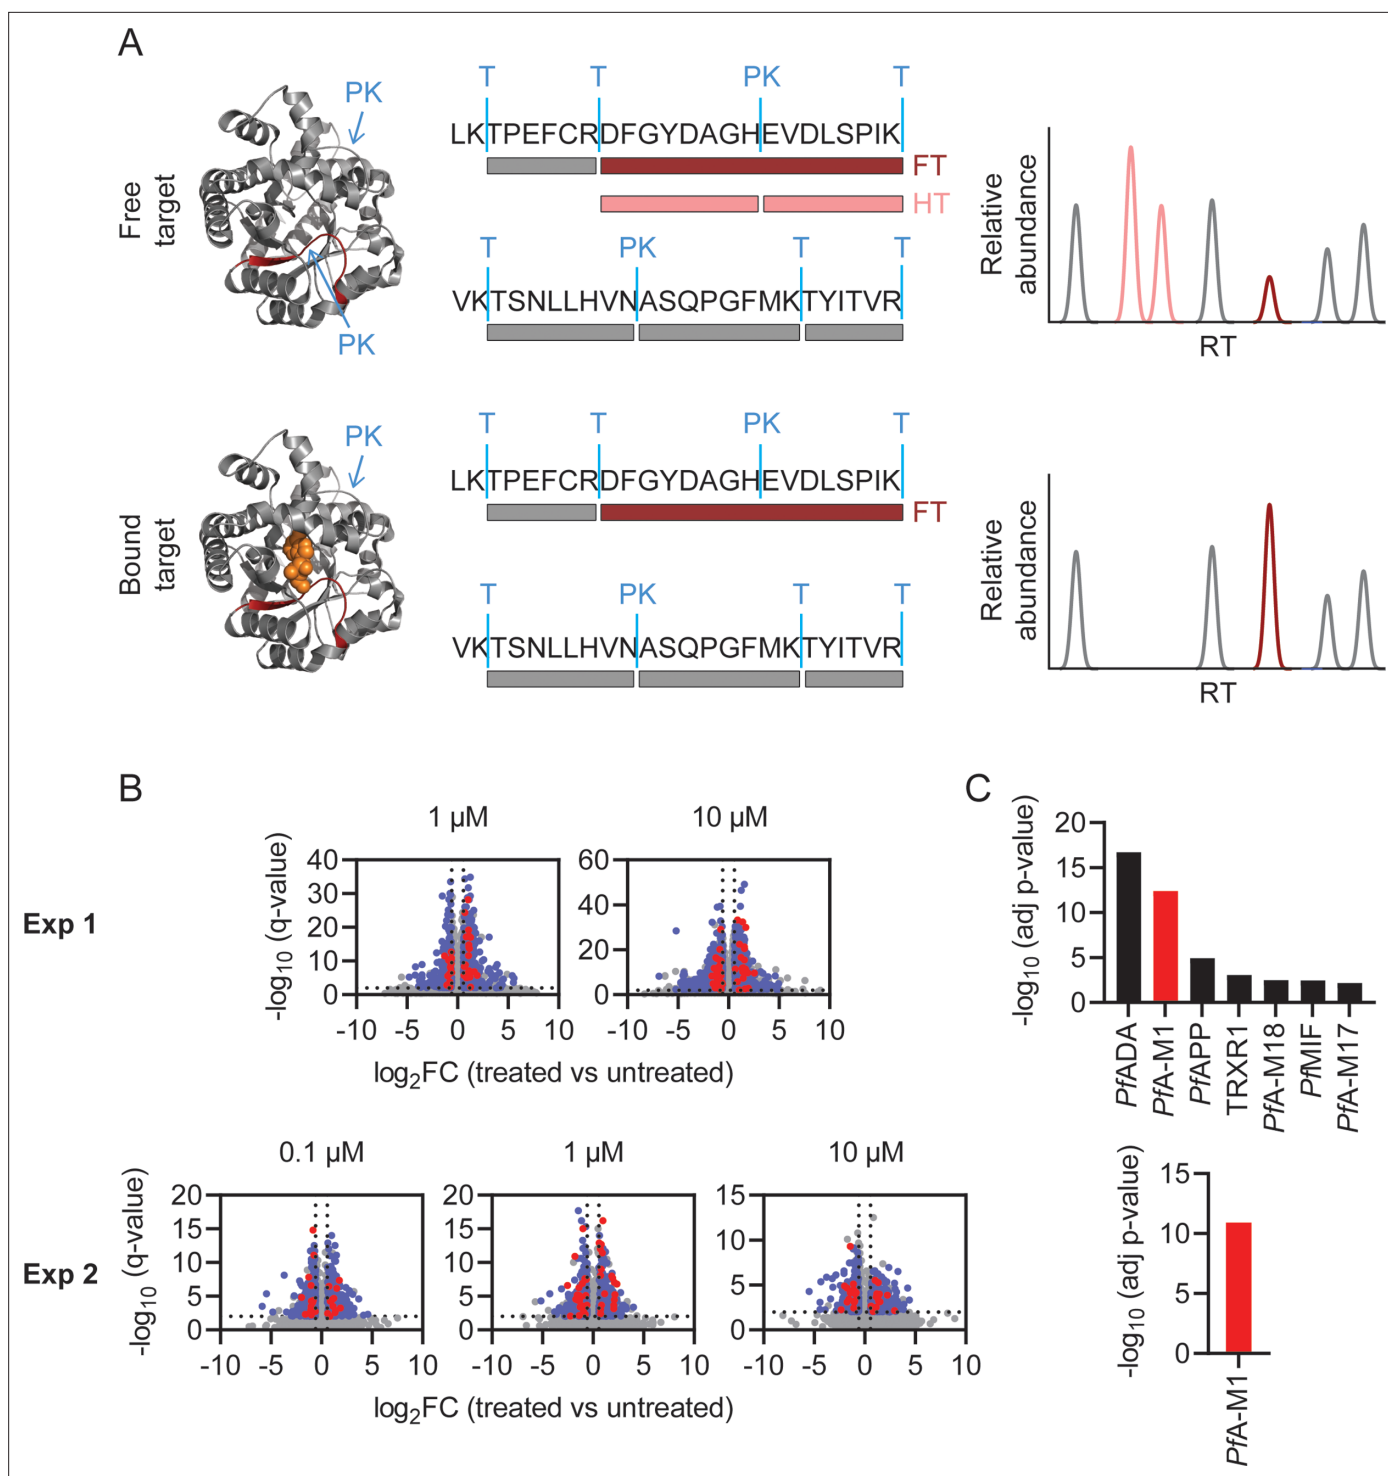 A
Free target
PK
PK
T T PK T
LKTPEFCRDFGYDAGHEVDLSPIK
FT
HT
T PK T T
VKTSNLLHVNASQPGFMKTYITVR
Relative abundance
RT
Bound target
PK
T T PK T
LKTPEFCRDFGYDAGHEVDLSPIK
FT
T PK T T
VKTSNLLHVNASQPGFMKTYITVR
Relative abundance
RT
B
Exp 1
1 µM
-log10 (q-value)
40
30
20
10
0
-10 -5 0 5 10
10 µM
60
40
20
0
-10 -5 0 5 10
log2FC (treated vs untreated)
Exp 2
0.1 µM
-log10 (q-value)
20
15
10
5
0
-10 -5 0 5 10
1 µM
20
15
10
5
0
-10 -5 0 5 10
10 µM
15
10
5
0
-10 -5 0 5 10
log2FC (treated vs untreated)
C
-log10 (adj p-value)
20
15
10
5
0
PfADA
PfA-M1
PfAPP
TRXR1
PfA-M18
PfMIF
PfA-M17
-log10 (adj p-value)
15
10
5
0
PfA-M1